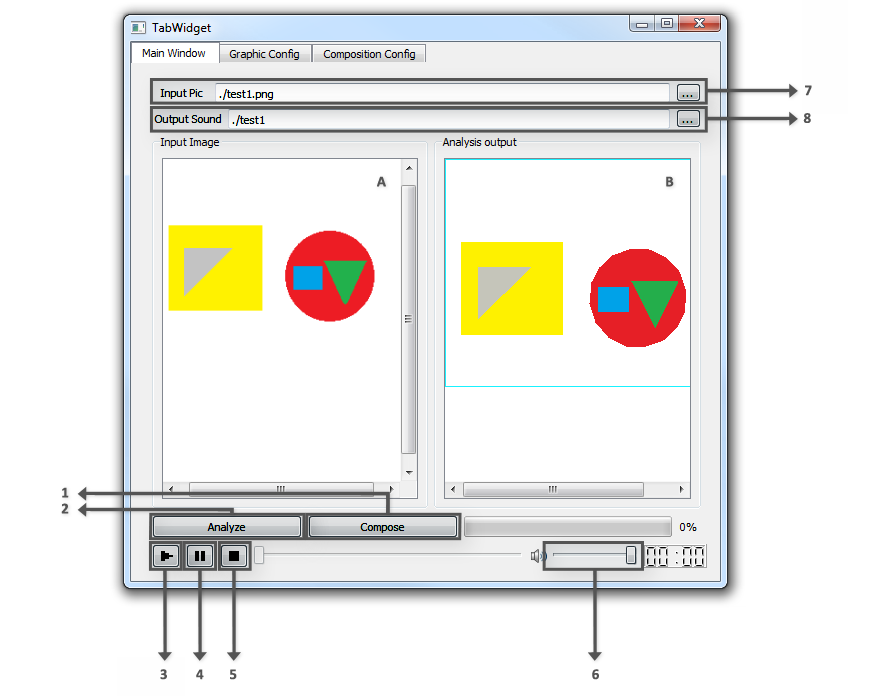 TabWidget
Main Window Graphic Config Composition Config
Input Pic ./test1.png ... 7
Output Sound ./test1 ... 8
Input Image Analysis output
A B
1
2
Analyze Compose 0%
00:00
3 4 5 6